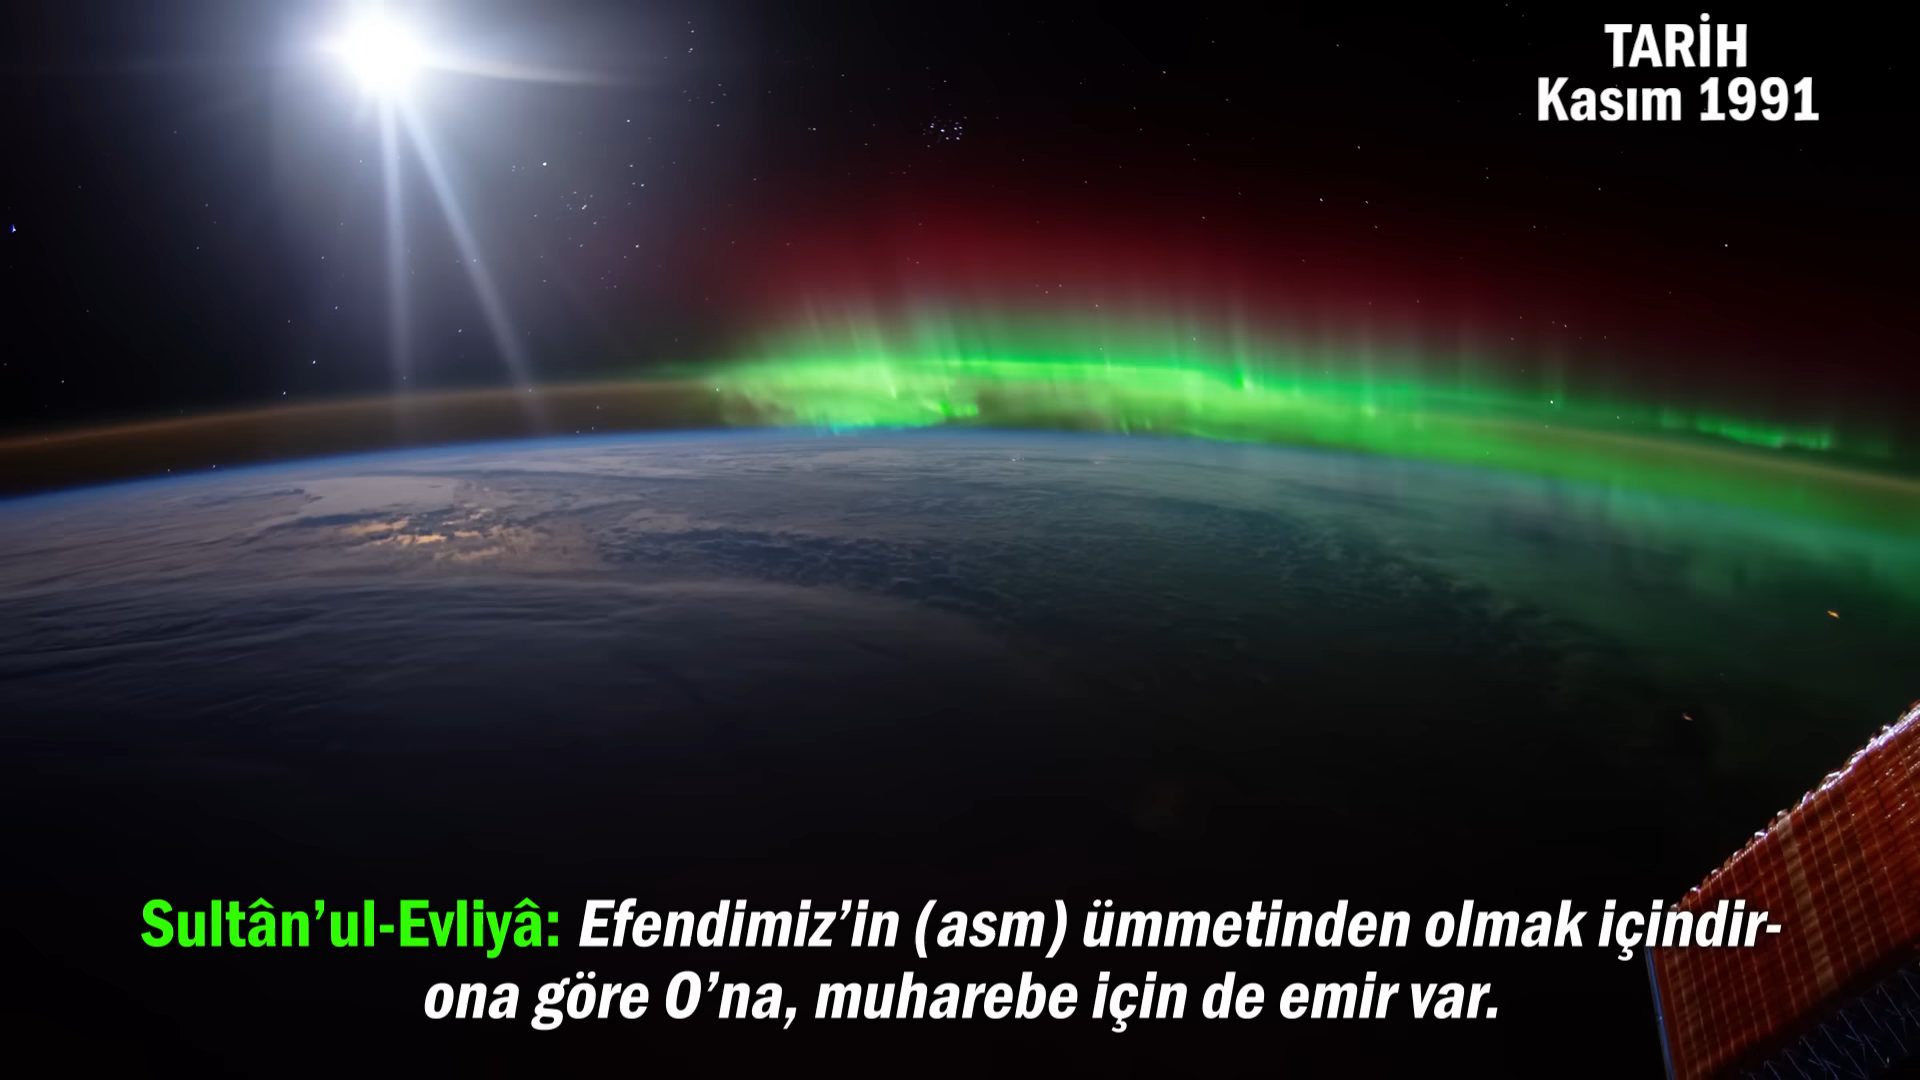 TARİH
Kasım 1991
Sultân’ul-Evliyâ: Efendimiz’in (asm) ümmetinden olmak içindir-
ona göre O’na, muharebe için de emir var.